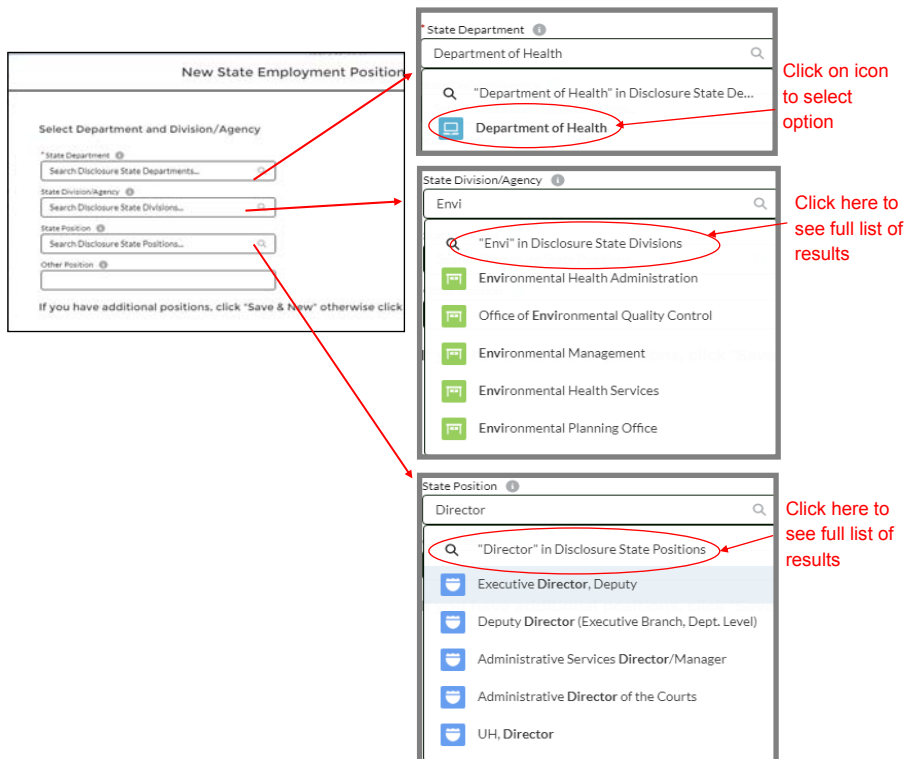 New State Employment Position
Select Department and Division/Agency
*State Department
Search Disclosure State Departments...
State Division/Agency
Search Disclosure State Divisions...
State Position
Search Disclosure State Positions...
Other Position
If you have additional positions, click "Save & New" otherwise click
*State Department
Department of Health
"Department of Health" in Disclosure State De...
Department of Health
Click on icon
to select
option
State Division/Agency
Envi
"Envi" in Disclosure State Divisions
Environmental Health Administration
Office of Environmental Quality Control
Environmental Management
Environmental Health Services
Environmental Planning Office
Click here to
see full list of
results
State Position
Director
"Director" in Disclosure State Positions
Executive Director, Deputy
Deputy Director (Executive Branch, Dept. Level)
Administrative Services Director/Manager
Administrative Director of the Courts
UH, Director
Click here to
see full list of
results